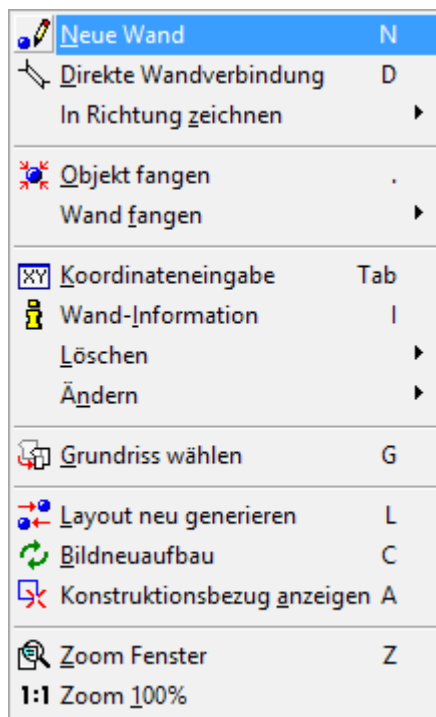 Neue Wand N
Direkte Wandverbindung D
In Richtung zeichnen
Objekt fangen .
Wand fangen
XY Koordinateneingabe Tab
Wand-Information I
Löschen
Ändern
Grundriss wählen G
Layout neu generieren L
Bildneuaufbau C
Konstruktionsbezug anzeigen A
Zoom Fenster Z
1:1 Zoom 100%